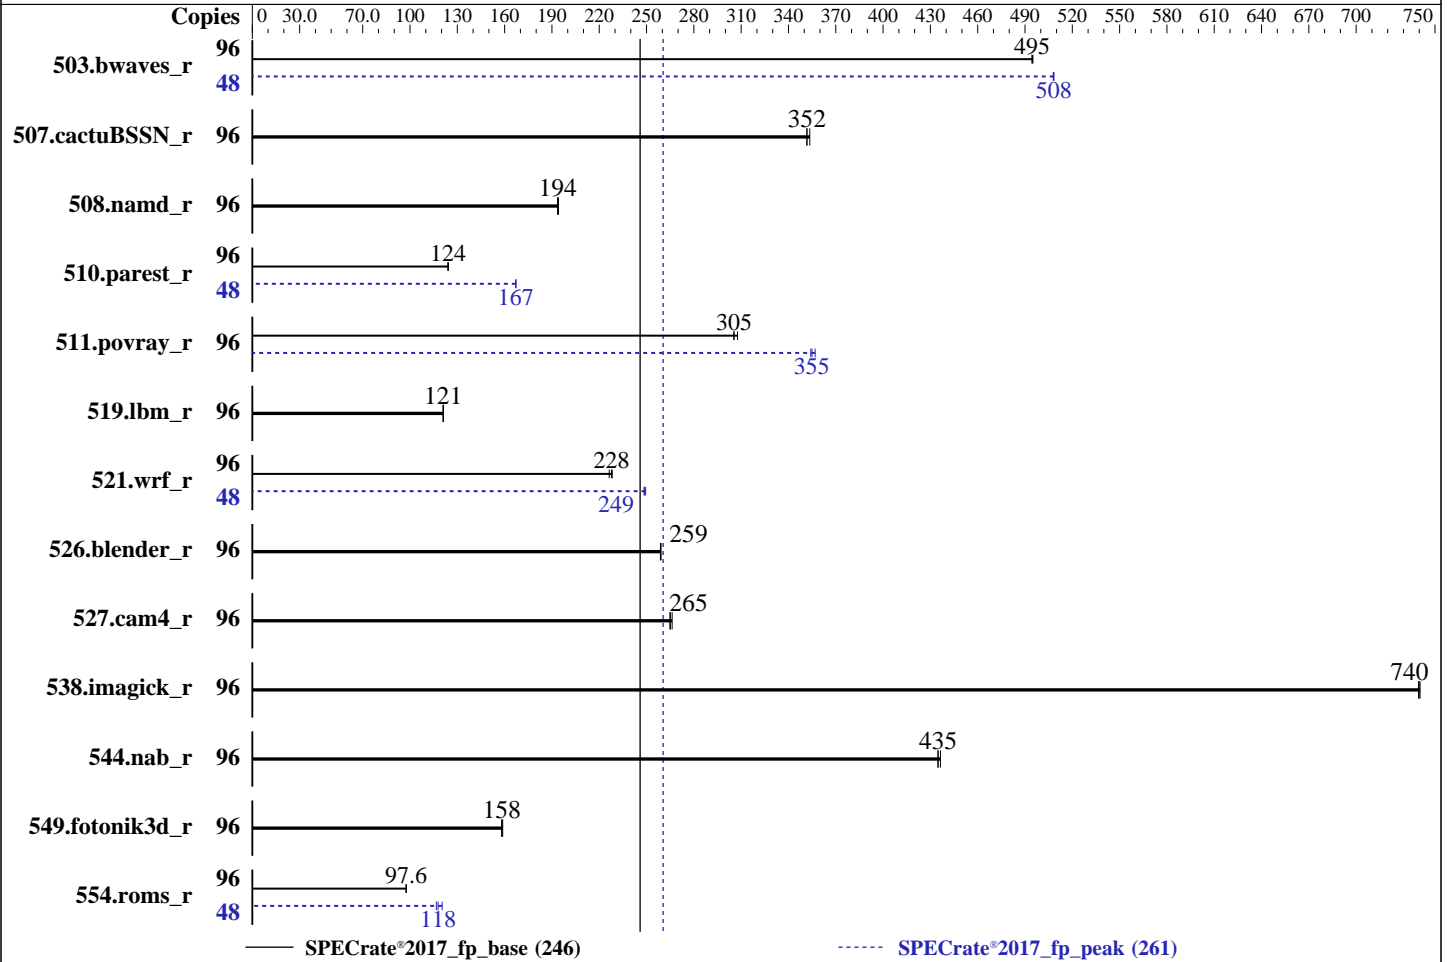 Copies 0 30.0 70.0 100 130 160 190 220 250 280 310 340 370 400 430 460 490 520 550 580 610 640 670 700 750
503.bwaves_r 96 495
48 508
507.cactuBSSN_r 96 352
508.namd_r 96 194
510.parest_r 96 124
48 167
511.povray_r 96 305
355
519.lbm_r 96 121
521.wrf_r 96 228
48 249
526.blender_r 96 259
527.cam4_r 96 265
538.imagick_r 96 740
544.nab_r 96 435
549.fotonik3d_r 96 158
554.roms_r 96 97.6
48 118
SPECrate®2017_fp_base (246) SPECrate®2017_fp_peak (261)